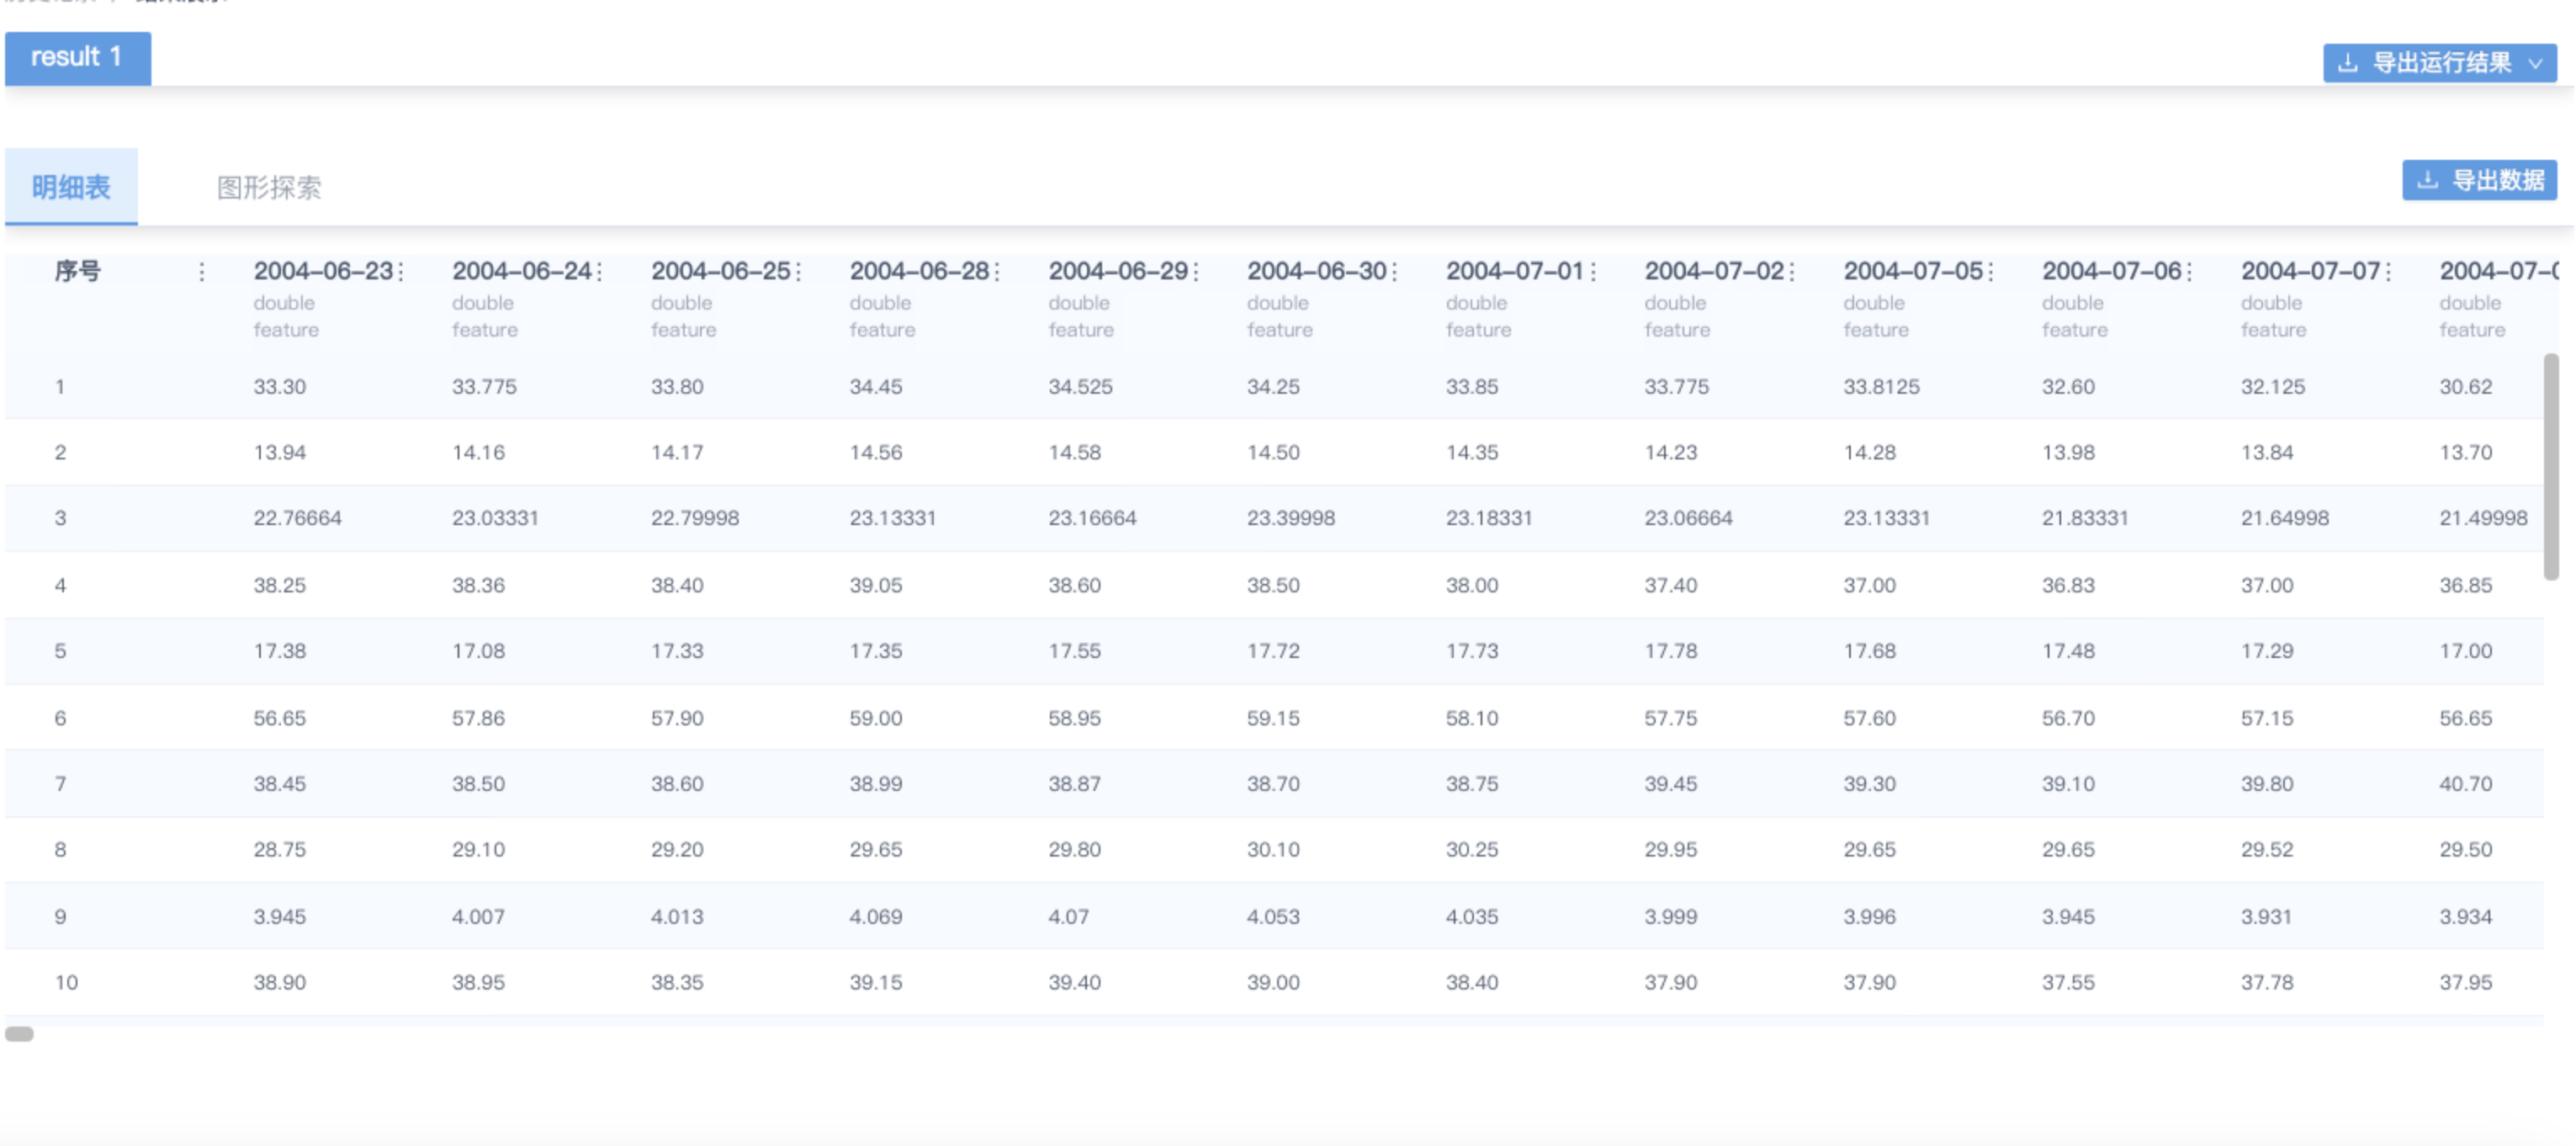 result 1
导出运行结果
明细表 图形探索 导出数据
序号 2004-06-23 2004-06-24 2004-06-25 2004-06-28 2004-06-29 2004-06-30 2004-07-01 2004-07-02 2004-07-05 2004-07-06 2004-07-07 2004-07-
double double double double double double double double double double double double
feature feature feature feature feature feature feature feature feature feature feature feature
1 33.30 33.775 33.80 34.45 34.525 34.25 33.85 33.775 33.8125 32.60 32.125 30.62
2 13.94 14.16 14.17 14.56 14.58 14.50 14.35 14.23 14.28 13.98 13.84 13.70
3 22.76664 23.03331 22.79998 23.13331 23.16664 23.39998 23.18331 23.06664 23.13331 21.83331 21.64998 21.49998
4 38.25 38.36 38.40 39.05 38.60 38.50 38.00 37.40 37.00 36.83 37.00 36.85
5 17.38 17.08 17.33 17.35 17.55 17.72 17.73 17.78 17.68 17.48 17.29 17.00
6 56.65 57.86 57.90 59.00 58.95 59.15 58.10 57.75 57.60 56.70 57.15 56.65
7 38.45 38.50 38.60 38.99 38.87 38.70 38.75 39.45 39.30 39.10 39.80 40.70
8 28.75 29.10 29.20 29.65 29.80 30.10 30.25 29.95 29.65 29.65 29.52 29.50
9 3.945 4.007 4.013 4.069 4.07 4.053 4.035 3.999 3.996 3.945 3.931 3.934
10 38.90 38.95 38.35 39.15 39.40 39.00 38.40 37.90 37.90 37.55 37.78 37.95